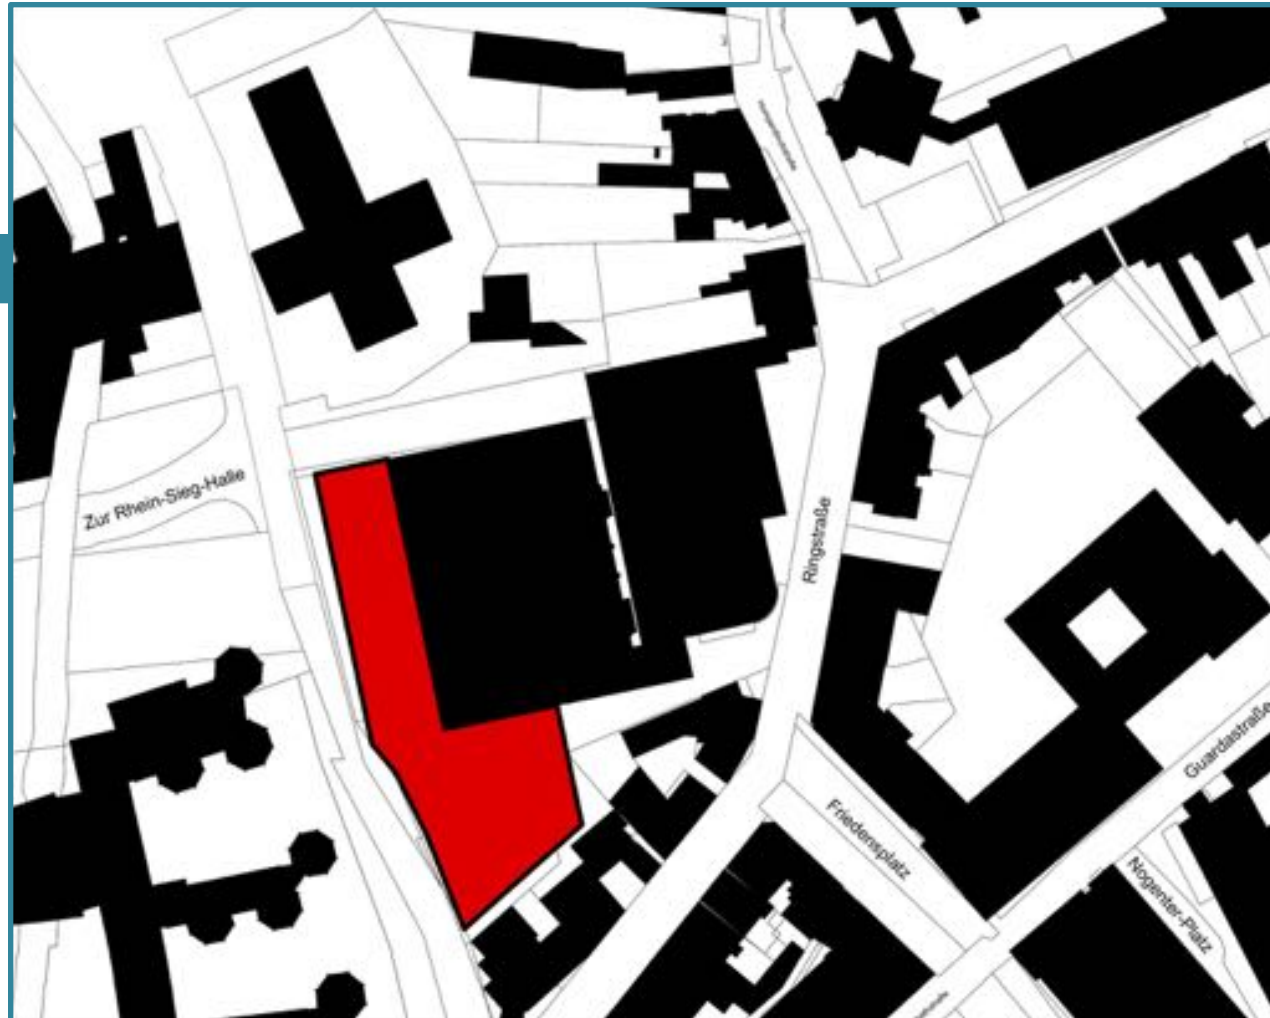 Zur Rhein-Sieg-Halle
Ringstraße
Friedensplatz
Guardastraße
Nogenter-Platz